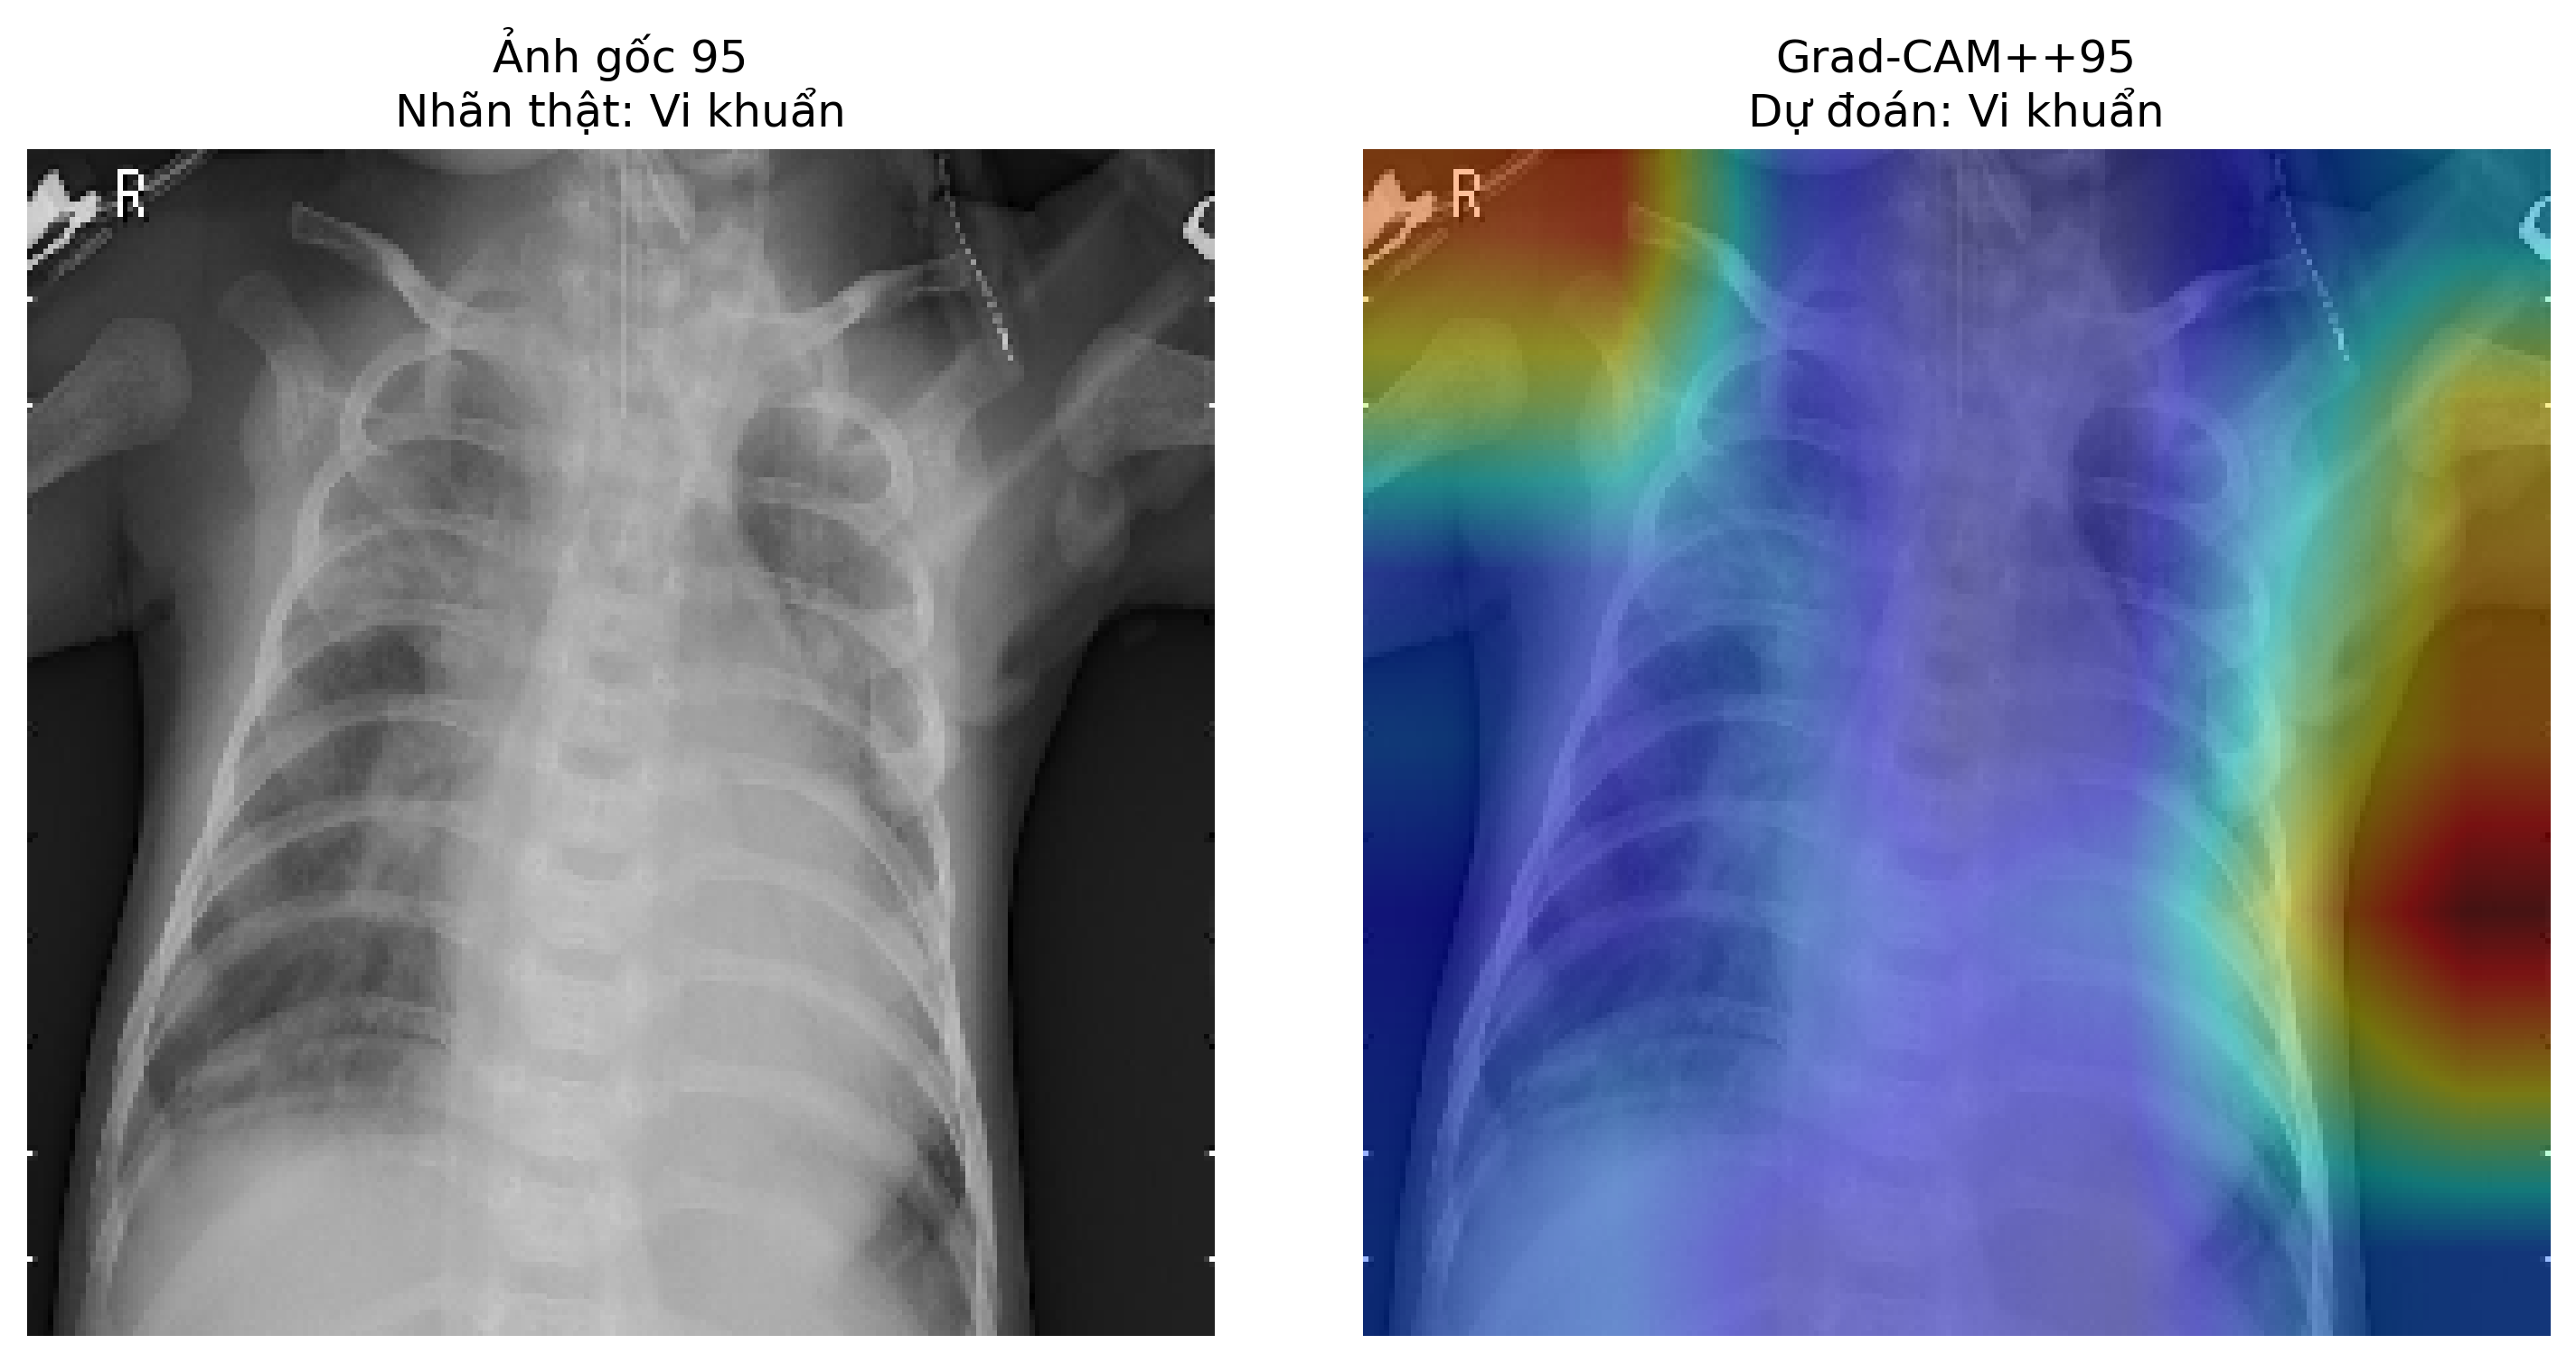 Ảnh gốc 95
Nhãn thật: Vi khuẩn
Grad-CAM++95
Dự đoán: Vi khuẩn
R
R